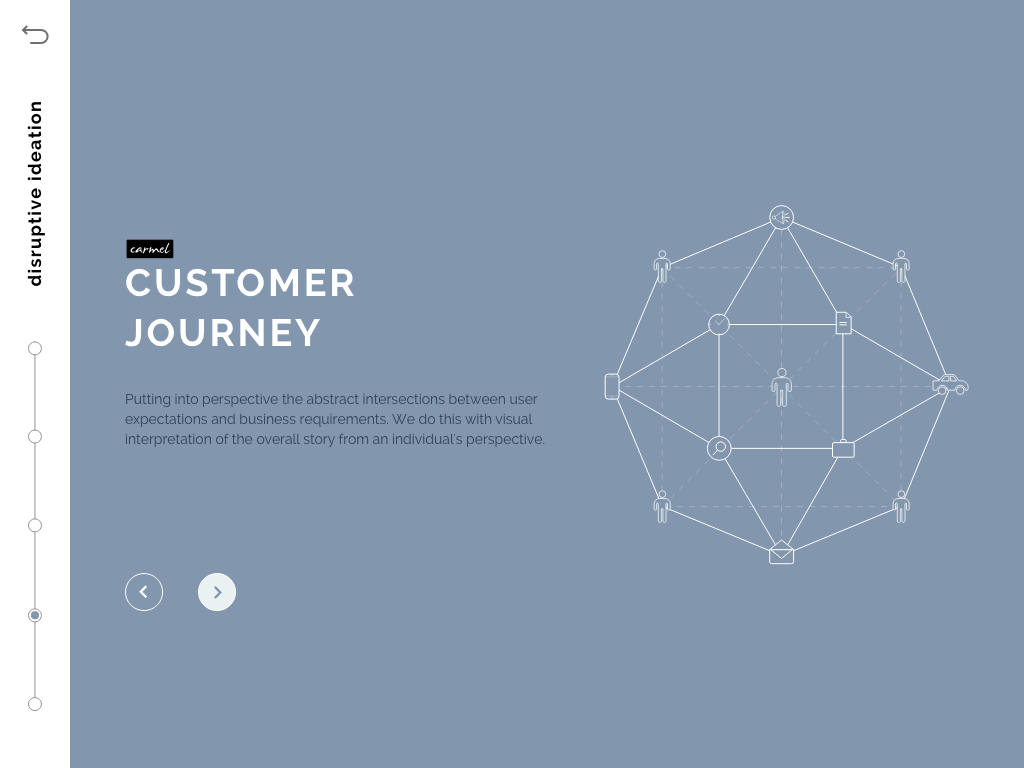 disruptive ideation
carmel
CUSTOMER
JOURNEY
Putting into perspective the abstract intersections between user
expectations and business requirements. We do this with visual
interpretation of the overall story from an individual's perspective.